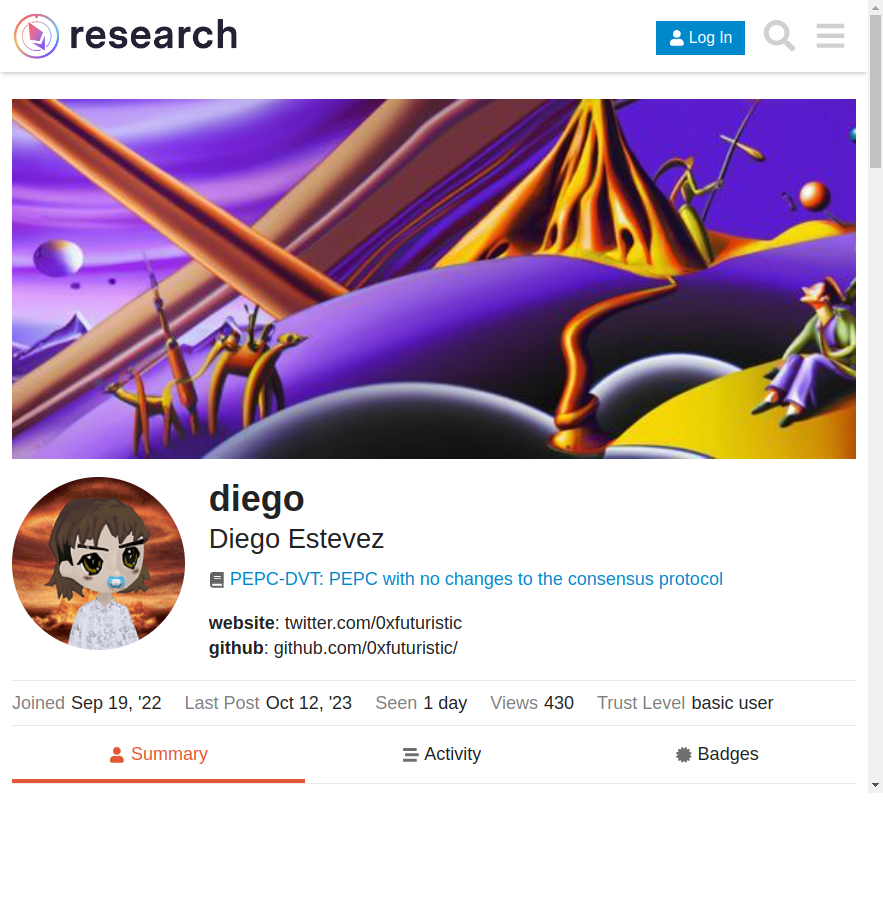 research
Log In
diego
Diego Estevez
PEPC-DVT: PEPC with no changes to the consensus protocol
website: twitter.com/0xfuturistic
github: github.com/0xfuturistic/
Joined Sep 19, '22 Last Post Oct 12, '23 Seen 1 day Views 430 Trust Level basic user
Summary Activity Badges